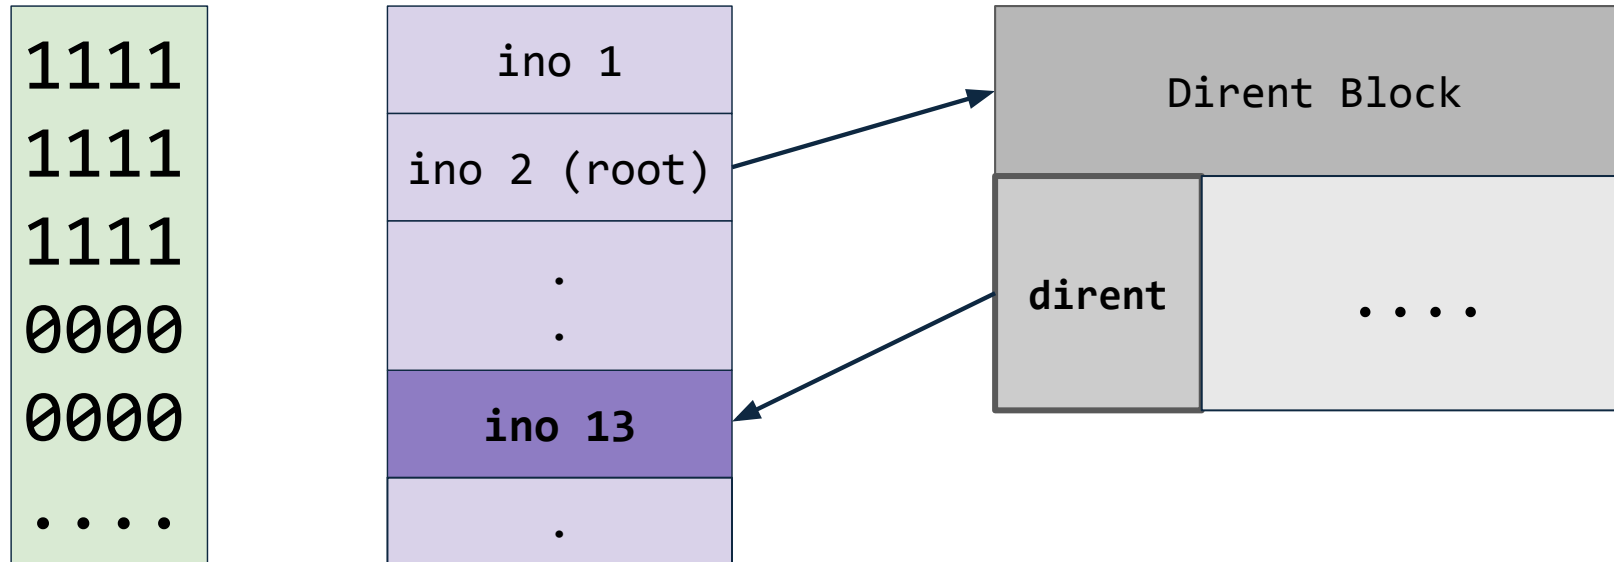 1111
1111
1111
0000
0000
....
ino 1
ino 2 (root)
.
.
ino 13
.
Dirent Block
dirent
....